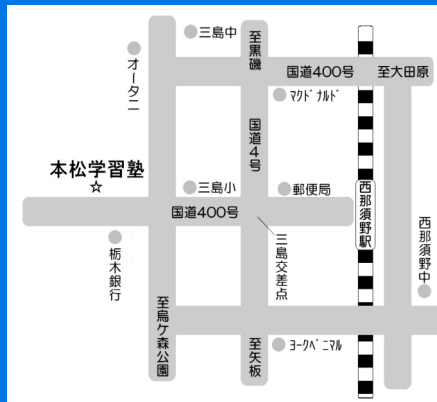 三島中
至黒磯
オータニ
国道400号
至大田原
マクドナルド
国道4号
本松学習塾
☆
三島小
郵便局
西那須野駅
国道400号
三島交差点
西那須野中
栃木銀行
至烏ケ森公園
至矢板
ヨークベニマル